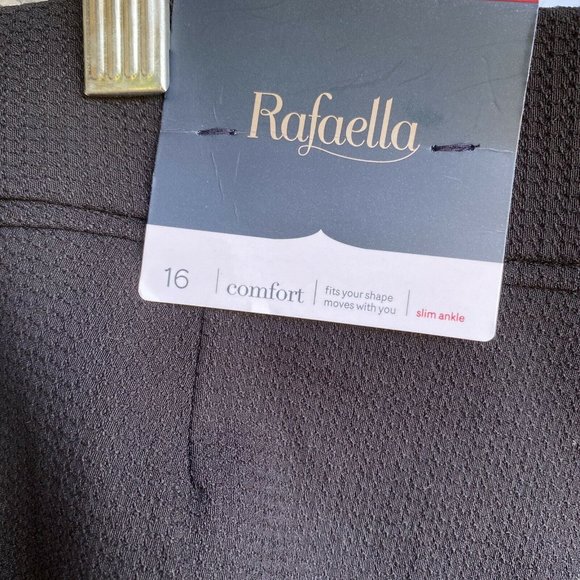 Rafaella
16
comfort
fits your shape
moves with you
slim ankle